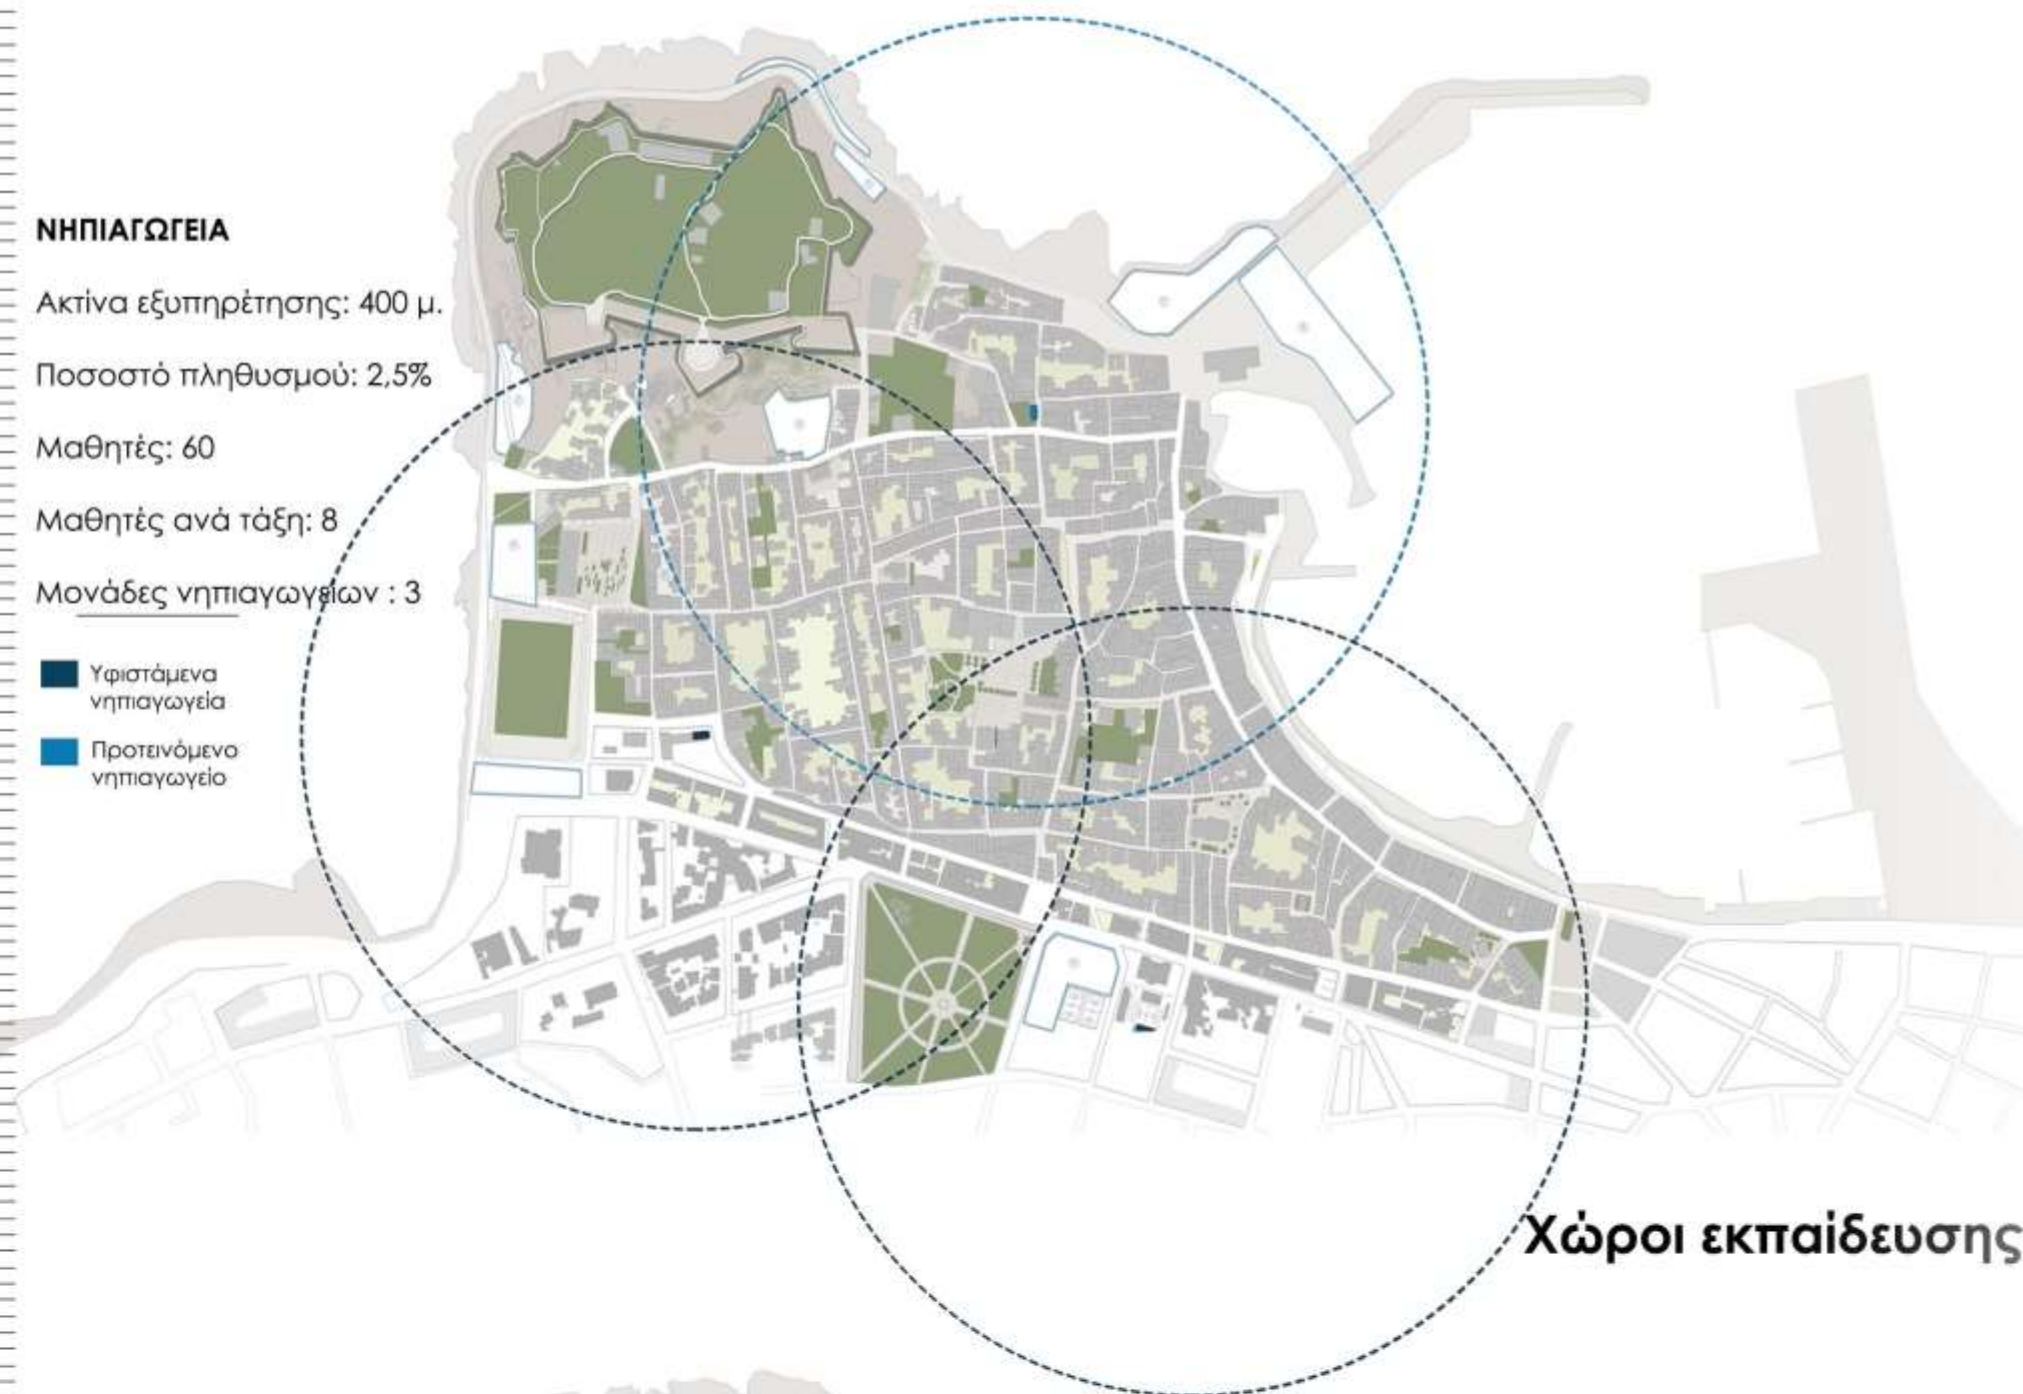 ΝΗΠΙΑΓΩΓΕΙΑ
Ακτίνα εξυπηρέτησης: 400 μ.
Ποσοστό πληθυσμού: 2,5%
Μαθητές: 60
Μαθητές ανά τάξη: 8
Μονάδες νηπιαγωγείων : 3
Υφιστάμενα
νηπιαγωγεία
Προτεινόμενο
νηπιαγωγείο
Χώροι εκπαίδευσης